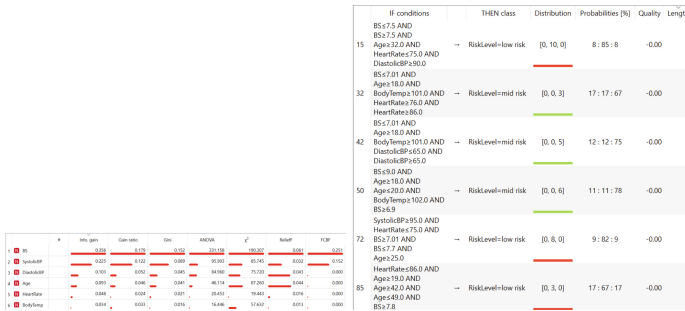 # Info. gain Gain ratio Gini ANOVA χ² ReliefF FCBF
1 N BS 0.356 0.179 0.152 331.158 190.307 0.061 0.251
2 N SystolicBP 0.225 0.122 0.089 95.993 85.745 0.032 0.152
3 N DiastolicBP 0.103 0.052 0.045 84.960 75.720 0.041 0.000
4 N Age 0.093 0.046 0.041 46.114 87.260 0.044 0.000
5 N HeartRate 0.048 0.024 0.021 20.453 19.443 0.016 0.000
6 N BodyTemp 0.033 0.016 16.446 57.632 0.013 0.000
IF conditions THEN class Distribution Probabilities [%] Quality Lengt
BS≤7.5 AND
BS≥7.5 AND
15 Age≥32.0 AND → RiskLevel=low risk [0, 10, 0] 8 : 85 : 8 -0.00
HeartRate≤75.0 AND
DiastolicBP≥90.0
BS≤7.01 AND
Age≥18.0 AND
32 BodyTemp≥101.0 AND → RiskLevel=mid risk [0, 0, 3] 17 : 17 : 67 -0.00
HeartRate≥76.0 AND
HeartRate≥86.0
BS≤7.01 AND
Age≥18.0 AND
42 BodyTemp≥101.0 AND → RiskLevel=mid risk [0, 0, 5] 12 : 12 : 75 -0.00
DiastolicBP≤65.0 AND
DiastolicBP≥65.0
BS≤9.0 AND
Age≥18.0 AND
50 Age≤20.0 AND → RiskLevel=mid risk [0, 0, 6] 11 : 11 : 78 -0.00
BodyTemp≥102.0 AND
BS≥6.9
SystolicBP≥95.0 AND
HeartRate≤75.0 AND
72 BS≥7.01 AND → RiskLevel=low risk [0, 8, 0] 9 : 82 : 9 -0.00
BS≤7.7 AND
Age≥25.0
HeartRate≤86.0 AND
Age≥19.0 AND
85 Age≥42.0 AND → RiskLevel=low risk [0, 3, 0] 17 : 67 : 17 -0.00
Age≤49.0 AND
BS≥7.8